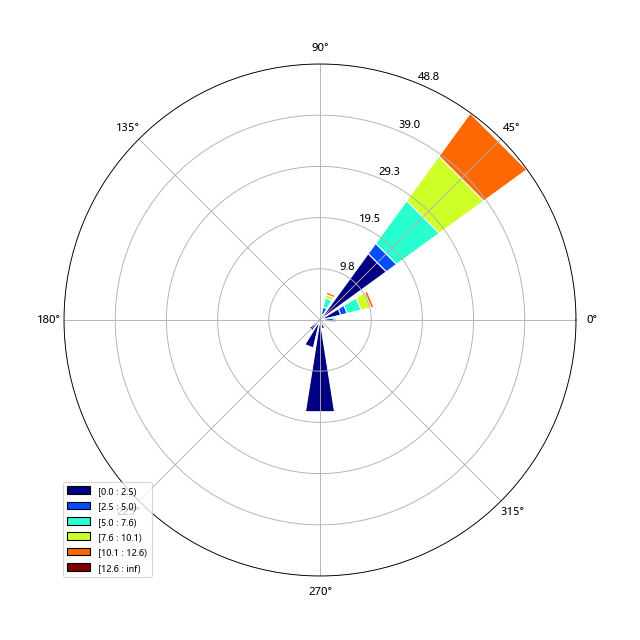 90°
48.8
39.0
135°
45°
29.3
19.5
9.8
180°
0°
[0.0 : 2.5)
[2.5 : 5.0)
225°
315°
[5.0 : 7.6)
[7.6 : 10.1)
[10.1 : 12.6)
[12.6 : inf)
270°